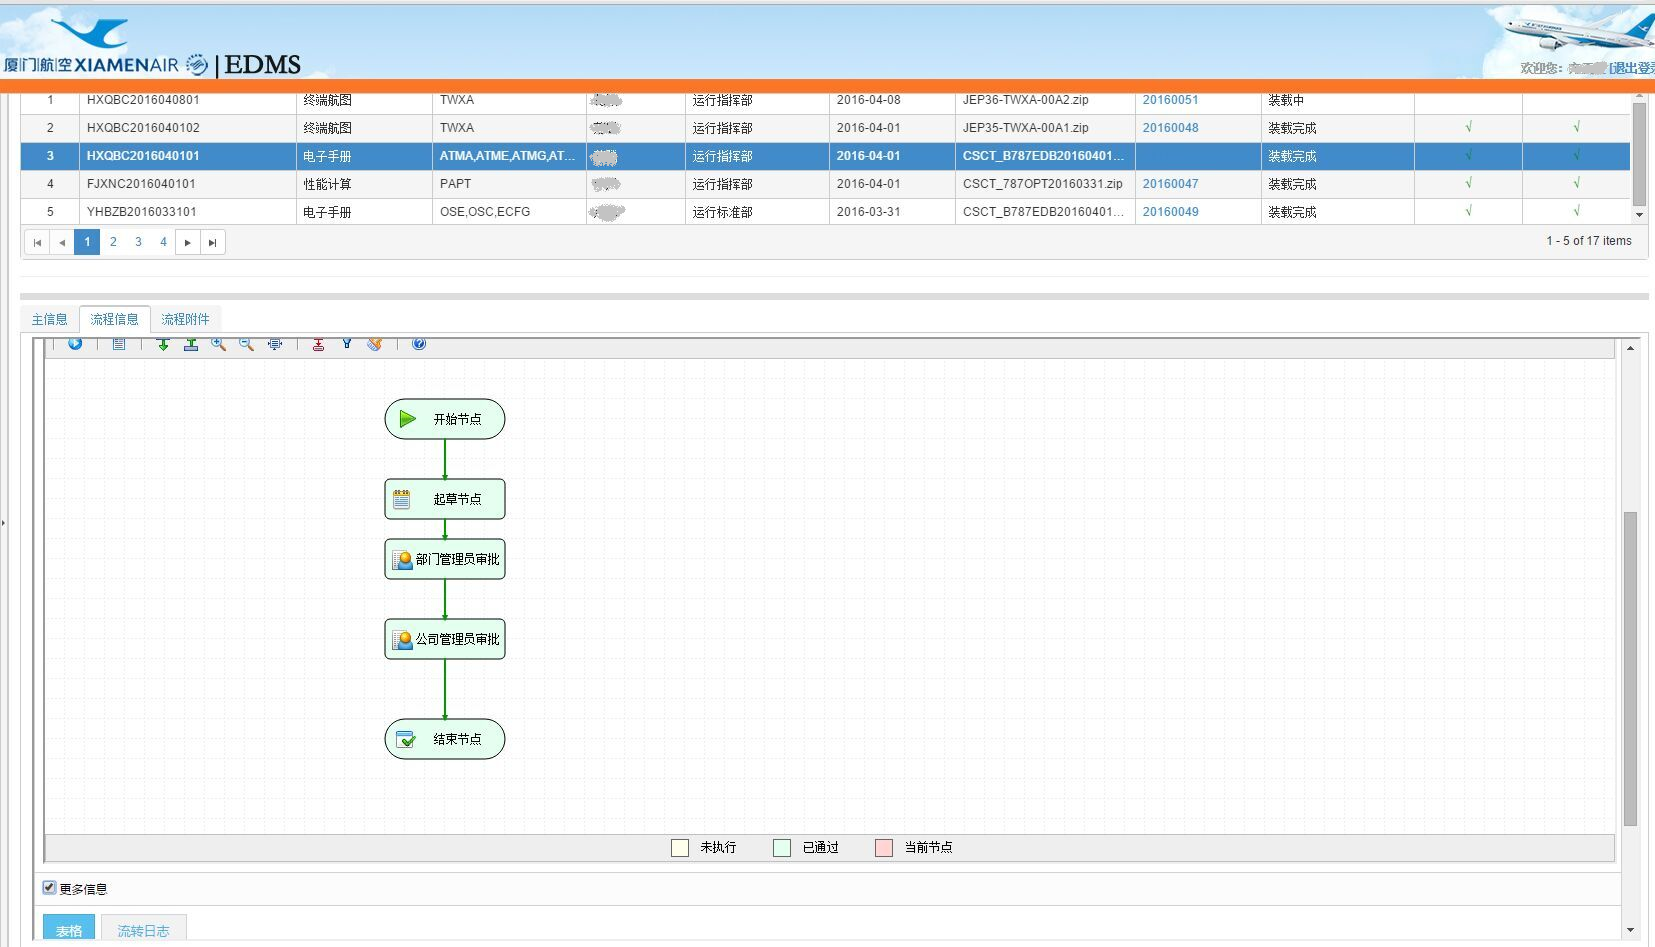 厦门航空 XIAMENAIR | EDMS
欢迎您: [退出登录
1 HXQBC2016040801 终端航图 TWXA 运行指挥部 2016-04-08 JEP36-TWXA-00A2.zip 20160051 装载中
2 HXQBC2016040102 终端航图 TWXA 运行指挥部 2016-04-01 JEP35-TWXA-00A1.zip 20160048 装载完成 √ √
3 HXQBC2016040101 电子手册 ATMA,ATME,ATMG,AT... 运行指挥部 2016-04-01 CSCT_B787EDB20160401... 装载完成 √ √
4 FJXNC2016040101 性能计算 PAPT 运行指挥部 2016-04-01 CSCT_787OPT20160331.zip 20160047 装载完成 √ √
5 YHBZB2016033101 电子手册 OSE,OSC,ECFG 运行标准部 2016-03-31 CSCT_B787EDB20160401... 20160049 装载完成 √ √
1 2 3 4 1 - 5 of 17 items
主信息 流程信息 流程附件
开始节点
起草节点
部门管理员审批
公司管理员审批
结束节点
未执行 已通过 当前节点
更多信息
表格 流转日志